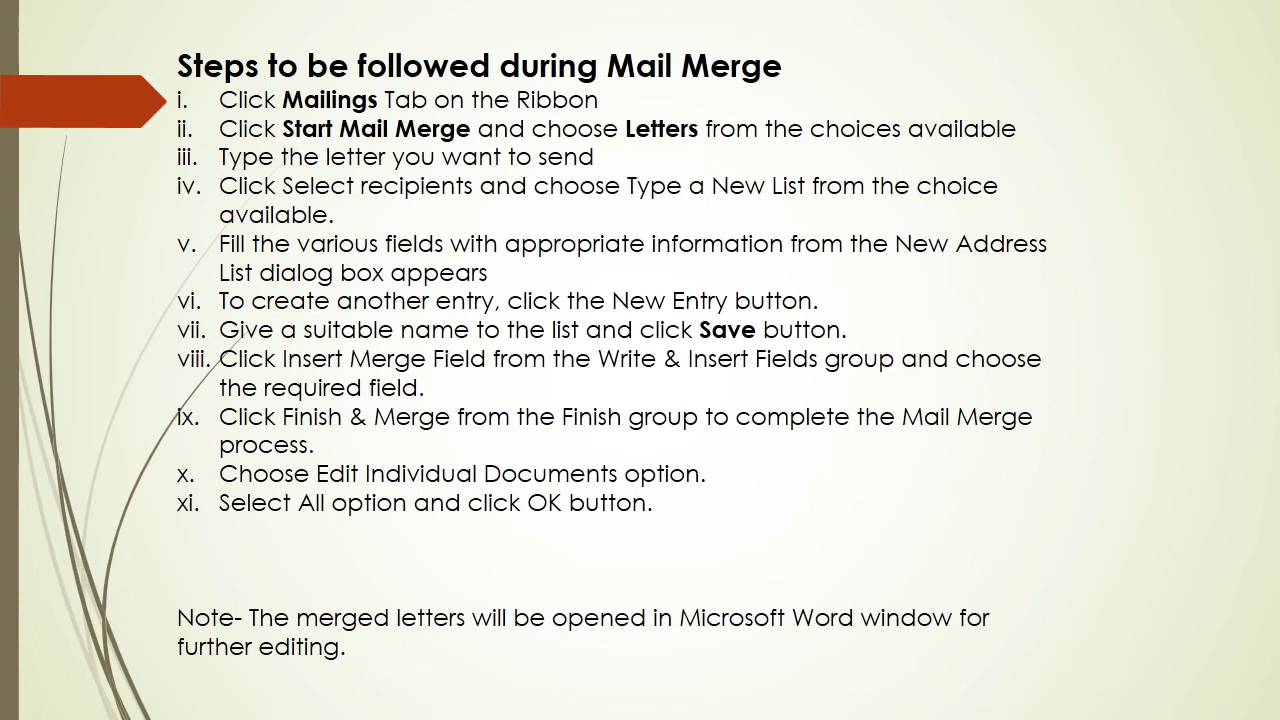 Steps to be followed during Mail Merge
i. Click Mailings Tab on the Ribbon
ii. Click Start Mail Merge and choose Letters from the choices available
iii. Type the letter you want to send
iv. Click Select recipients and choose Type a New List from the choice
available.
v. Fill the various fields with appropriate information from the New Address
List dialog box appears
vi. To create another entry, click the New Entry button.
vii. Give a suitable name to the list and click Save button.
viii. Click Insert Merge Field from the Write & Insert Fields group and choose
the required field.
ix. Click Finish & Merge from the Finish group to complete the Mail Merge
process.
x. Choose Edit Individual Documents option.
xi. Select All option and click OK button.
Note- The merged letters will be opened in Microsoft Word window for
further editing.